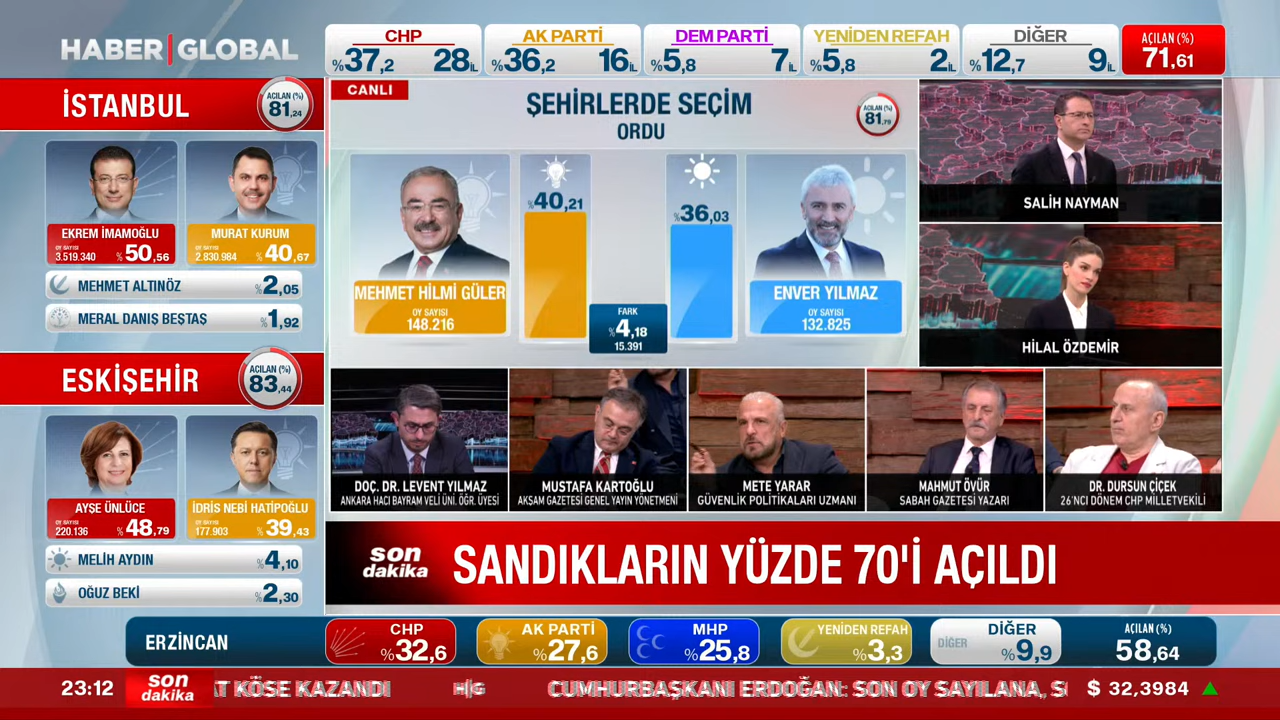 HABER GLOBAL
CHP
%37,2 28İL
AK PARTİ
%36,2 16İL
DEM PARTİ
%5,8 7İL
YENİDEN REFAH
%5,8 2İL
DİĞER
%12,7 9İL
AÇILAN (%)
71,61
İSTANBUL
AÇILAN (%)
81,24
EKREM İMAMOĞLU
OY SAYISI
3.519.340 %50,56
MURAT KURUM
OY SAYISI
2.830.984 %40,67
MEHMET ALTINÖZ %2,05
MERAL DANIŞ BEŞTAŞ %1,92
ESKİŞEHİR
AÇILAN (%)
83,44
AYŞE ÜNLÜCE
OY SAYISI
220.136 %48,79
İDRİS NEBİ HATİPOĞLU
OY SAYISI
177.903 %39,43
MELİH AYDIN %4,10
OĞUZ BEKİ %2,30
CANLI
ŞEHİRLERDE SEÇİM
ORDU
AÇILAN (%)
81,79
%40,21
%36,03
MEHMET HİLMİ GÜLER
OY SAYISI
148.216
FARK
%4,18
15.391
ENVER YILMAZ
OY SAYISI
132.825
SALİH NAYMAN
HİLAL ÖZDEMİR
DOÇ. DR. LEVENT YILMAZ
ANKARA HACI BAYRAM VELİ ÜNİ. ÖĞR. ÜYESİ
MUSTAFA KARTOĞLU
AKŞAM GAZETESİ GENEL YAYIN YÖNETMENİ
METE YARAR
GÜVENLİK POLİTİKALARI UZMANI
MAHMUT ÖVÜR
SABAH GAZETESİ YAZARI
DR. DURSUN ÇİÇEK
26'NCI DÖNEM CHP MİLLETVEKİLİ
son dakika
SANDIKLARIN YÜZDE 70'İ AÇILDI
ERZİNCAN
CHP
%32,6
AK PARTİ
%27,6
MHP
%25,8
YENİDEN REFAH
%3,3
DİĞER
DİĞER
%9,9
AÇILAN (%)
58,64
23:12
son dakika
AT KÖSE KAZANDI H|G CUMHURBAŞKANI ERDOĞAN: SON OY SAYILANA, S
$ 32,3984